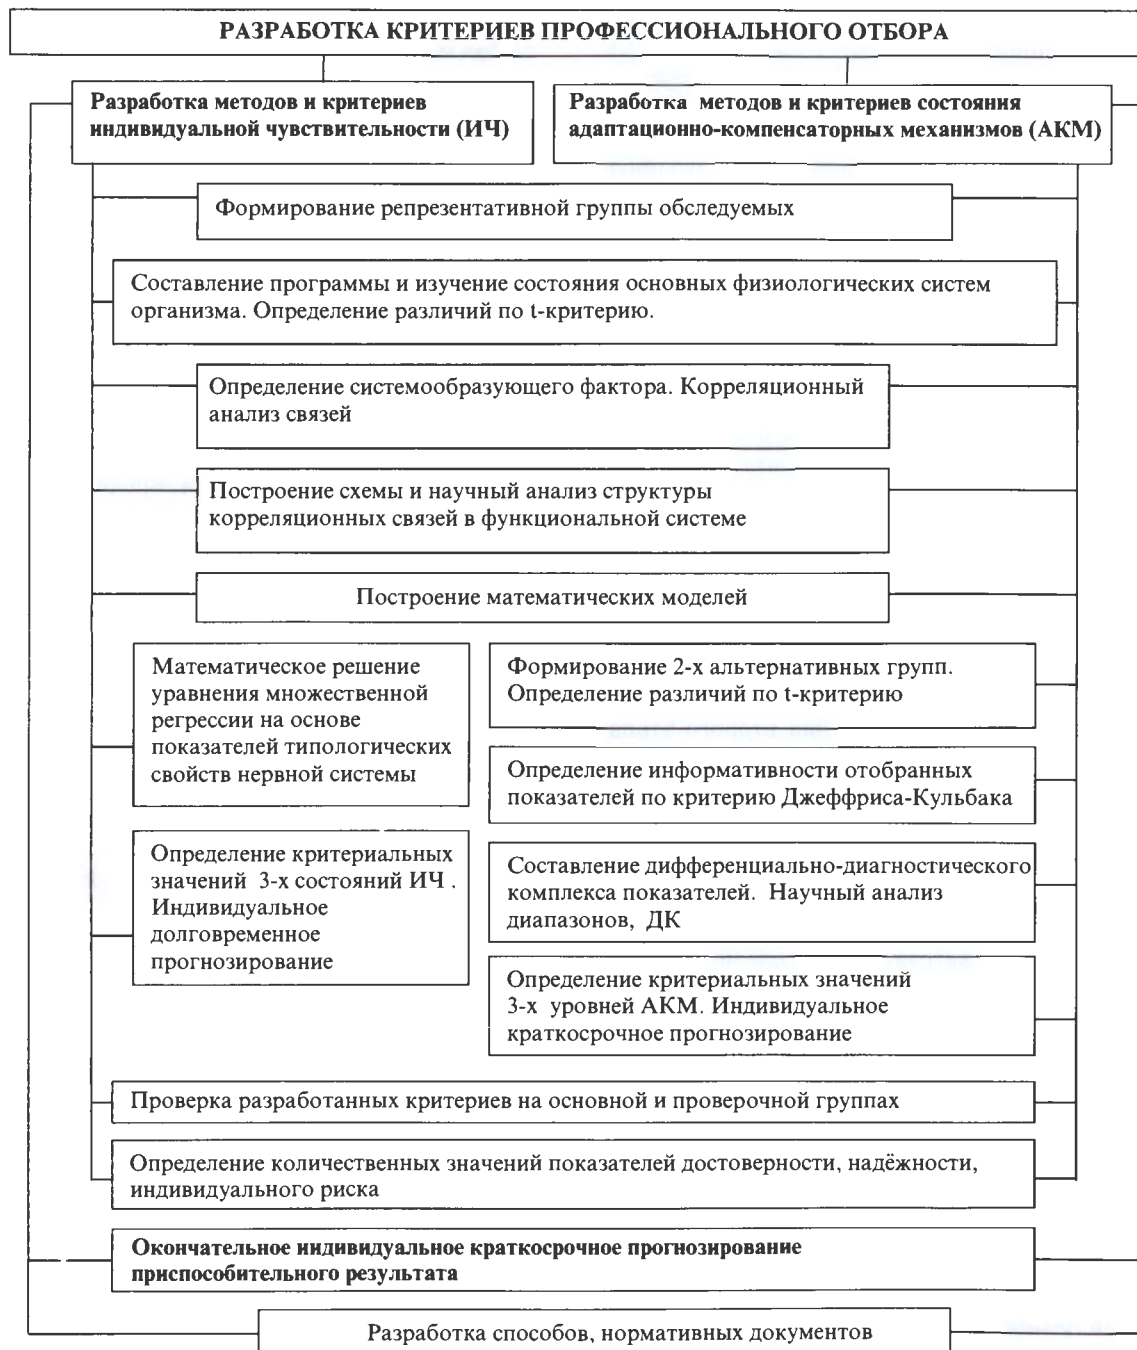 РАЗРАБОТКА КРИТЕРИЕВ ПРОФЕССИОНАЛЬНОГО ОТБОРА
Разработка методов и критериев
индивидуальной чувствительности (ИЧ)
Разработка методов и критериев состояния
адаптационно-компенсаторных механизмов (АКМ)
Формирование репрезентативной группы обследуемых
Составление программы и изучение состояния основных физиологических систем
организма. Определение различий по t-критерию.
Определение системообразующего фактора. Корреляционный
анализ связей
Построение схемы и научный анализ структуры
корреляционных связей в функциональной системе
Построение математических моделей
Математическое решение
уравнения множественной
регрессии на основе
показателей типологических
свойств нервной системы
Формирование 2-х альтернативных групп.
Определение различий по t-критерию
Определение информативности отобранных
показателей по критерию Джеффриса-Кульбака
Определение критериальных
значений 3-х состояний ИЧ .
Индивидуальное
долговременное
прогнозирование
Составление дифференциально-диагностического
комплекса показателей. Научный анализ
диапазонов, ДК
Определение критериальных значений
3-х уровней АКМ. Индивидуальное
краткосрочное прогнозирование
Проверка разработанных критериев на основной и проверочной группах
Определение количественных значений показателей достоверности, надёжности,
индивидуального риска
Окончательное индивидуальное краткосрочное прогнозирование
приспособительного результата
Разработка способов, нормативных документов